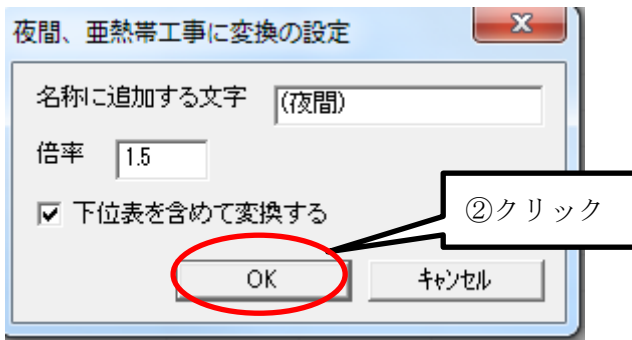 夜間、亜熱帯工事に変換の設定
名称に追加する文字 (夜間)
倍率 1.5
下位表を含めて変換する
②クリック
OK ｷｬﾝｾﾙ